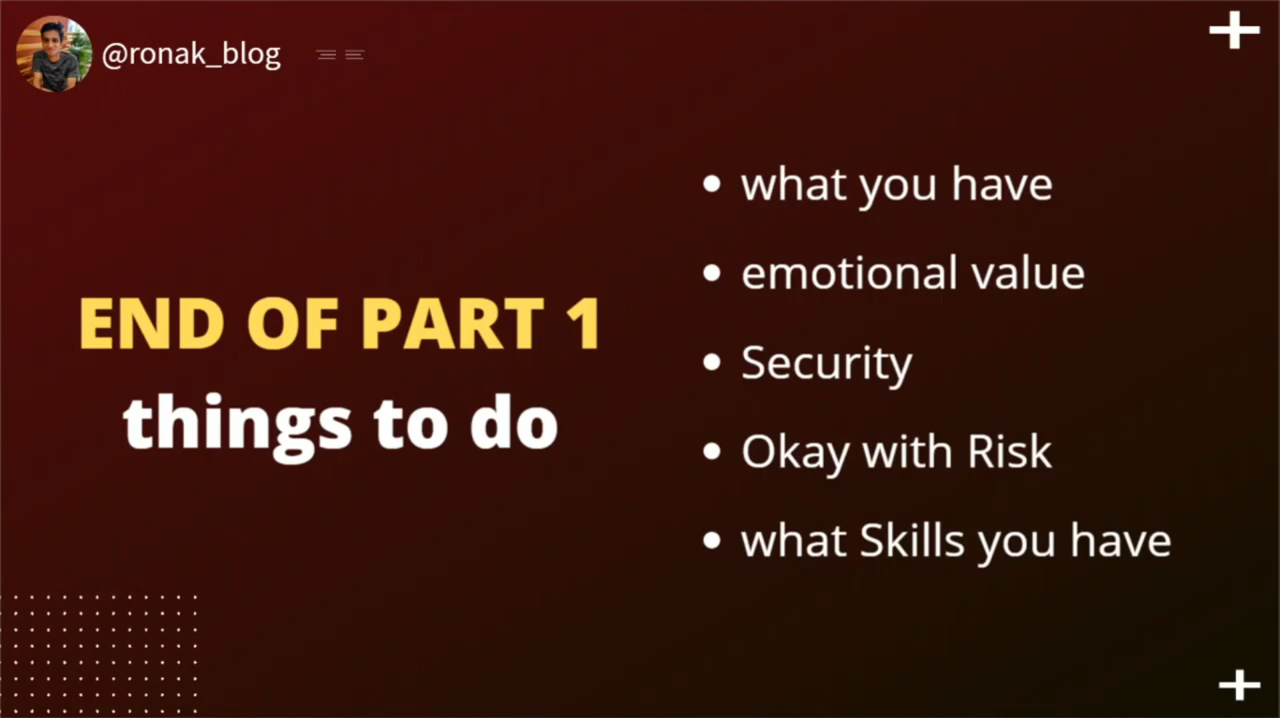 @ronak_blog
END OF PART 1
things to do
• what you have
• emotional value
• Security
• Okay with Risk
• what Skills you have